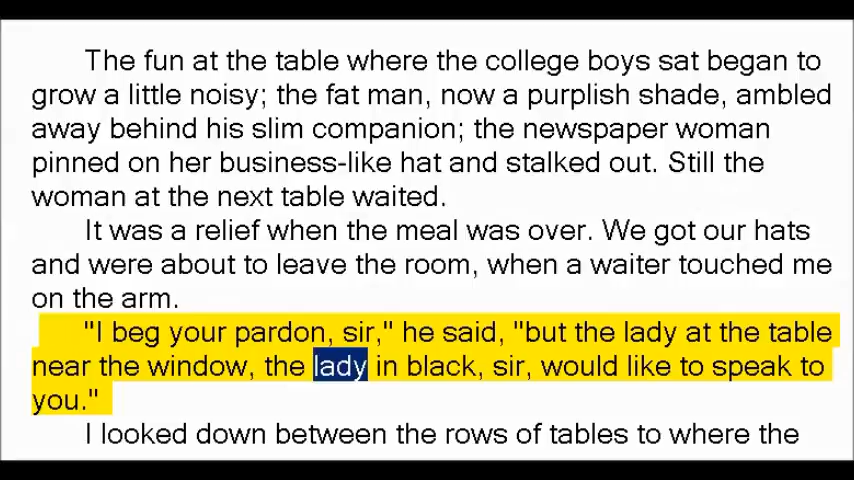 The fun at the table where the college boys sat began to
grow a little noisy; the fat man, now a purplish shade, ambled
away behind his slim companion; the newspaper woman
pinned on her business-like hat and stalked out. Still the
woman at the next table waited.
It was a relief when the meal was over. We got our hats
and were about to leave the room, when a waiter touched me
on the arm.
"I beg your pardon, sir," he said, "but the lady at the table
near the window, the lady in black, sir, would like to speak to
you."
I looked down between the rows of tables to where the